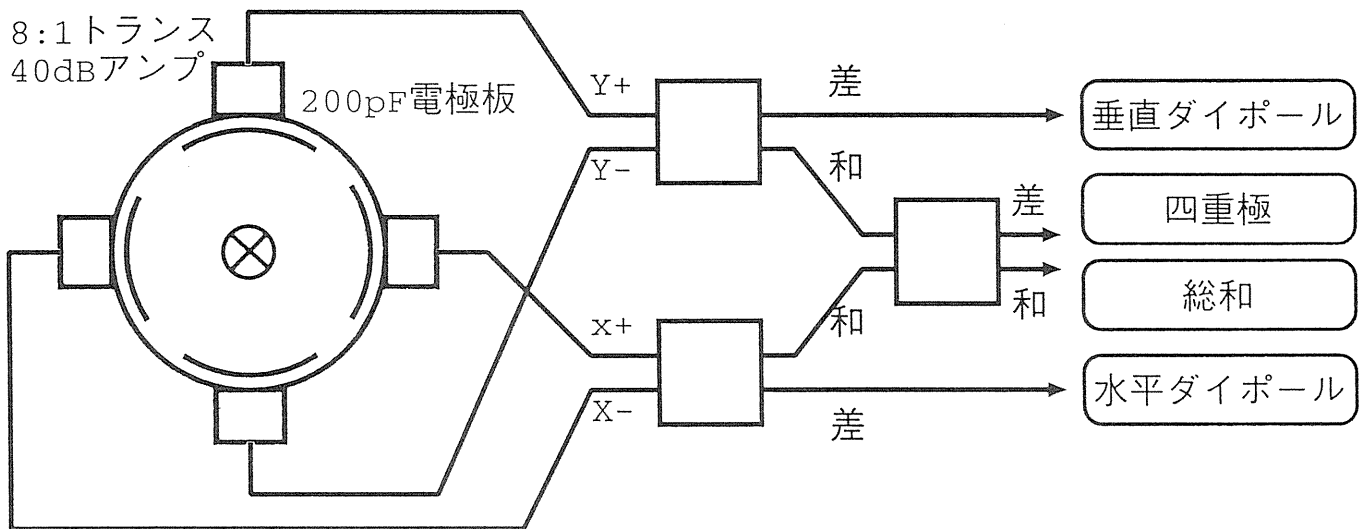 8:1トランス
40dBアンプ
200pF電極板
Y+
Y-
x+
X-
差
和
和
差
差
和
垂直ダイポール
四重極
総和
水平ダイポール